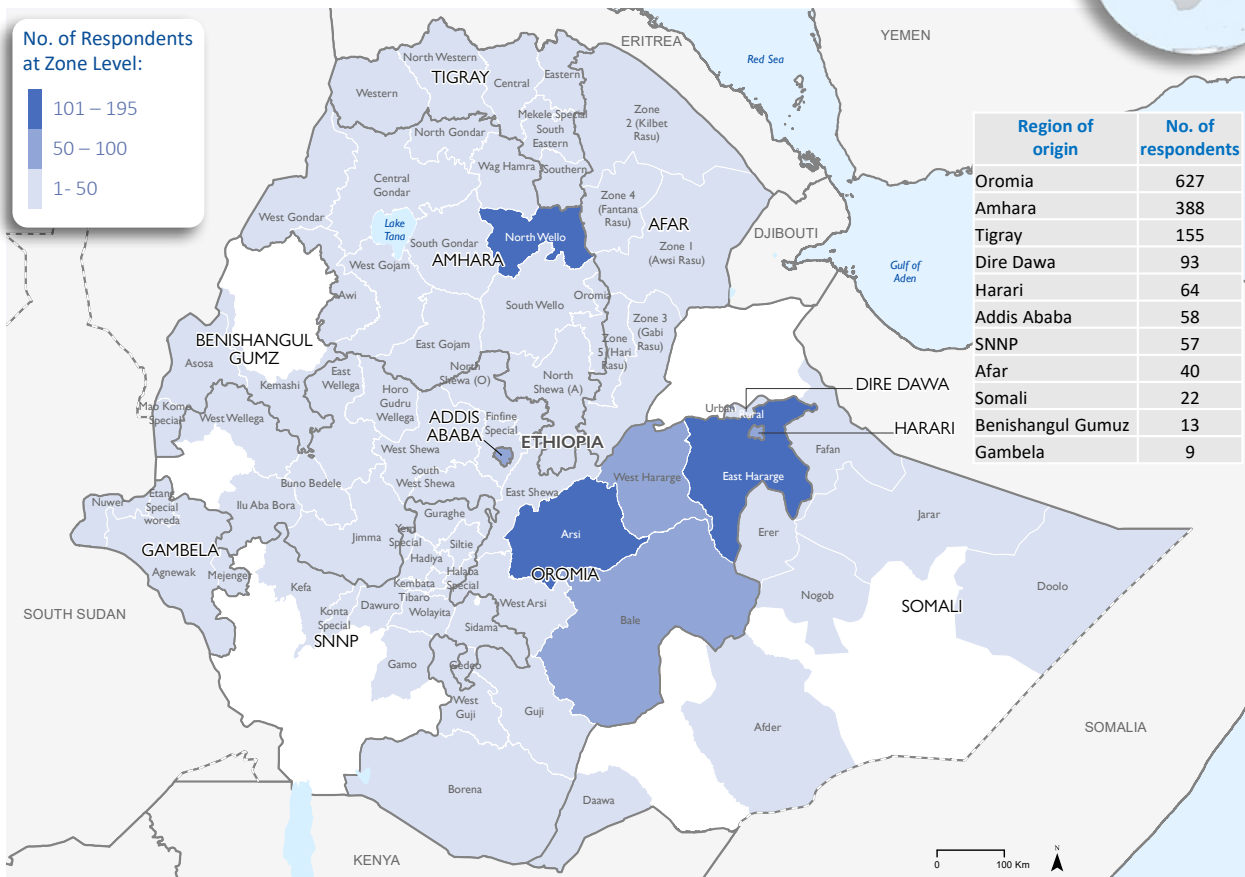 No. of Respondents
at Zone Level:
101 – 195
50 – 100
1- 50
ERITREA
YEMEN
Red Sea
North Western
TIGRAY
Eastern
Central
Western
Mekele Special
South
Eastern
Zone
2 (Kilbet
Rasu)
North Gondar
Wag Hamra
Southern
Central
Gondar
Zone 4
(Fantana
Rasu)
West Gondar
Lake
Tana
North Wello
AFAR
DJIBOUTI
South Gondar
AMHARA
Zone 1
(Awsi Rasu)
Gulf of
Aden
West Gojam
Awi
South Wello
Oromia
Zone 3
(Gabi
Rasu)
BENISHANGUL
GUMZ
Asosa
East Gojam
Zone
5 (Hari
Rasu)
Kemashi
East
Wellega
North
Shewa (O)
North
Shewa (A)
Horo
Gudru
Wellega
DIRE DAWA
Mao Komo
Special
West Wellega
ADDIS
ABABA
Finfine
Special
Urban
Rural
HARARI
ETHIOPIA
West Shewa
Fafan
South
West Shewa
West Hararge
East Hararge
Buno Bedele
East Shewa
Nuwer
Etang
Special
woreda
Ilu Aba Bora
Guraghe
Jarar
Jimma
Yem
Special
Siltie
Arsi
Erer
GAMBELA
Hadiya
Agnewak
Mejenger
Halaba
Special
OROMIA
Kefa
Kembata
Tibaro
Doolo
Konta
Special
Dawuro
Wolayita
West Arsi
Nogob
SOMALI
SOUTH SUDAN
Sidama
Bale
SNNP
Gamo
Gedeo
West
Guji
Guji
Afder
SOMALIA
Borena
Daawa
KENYA
0 100 Km
N
Region of
origin
No. of
respondents
Oromia 627
Amhara 388
Tigray 155
Dire Dawa 93
Harari 64
Addis Ababa 58
SNNP 57
Afar 40
Somali 22
Benishangul Gumuz 13
Gambela 9